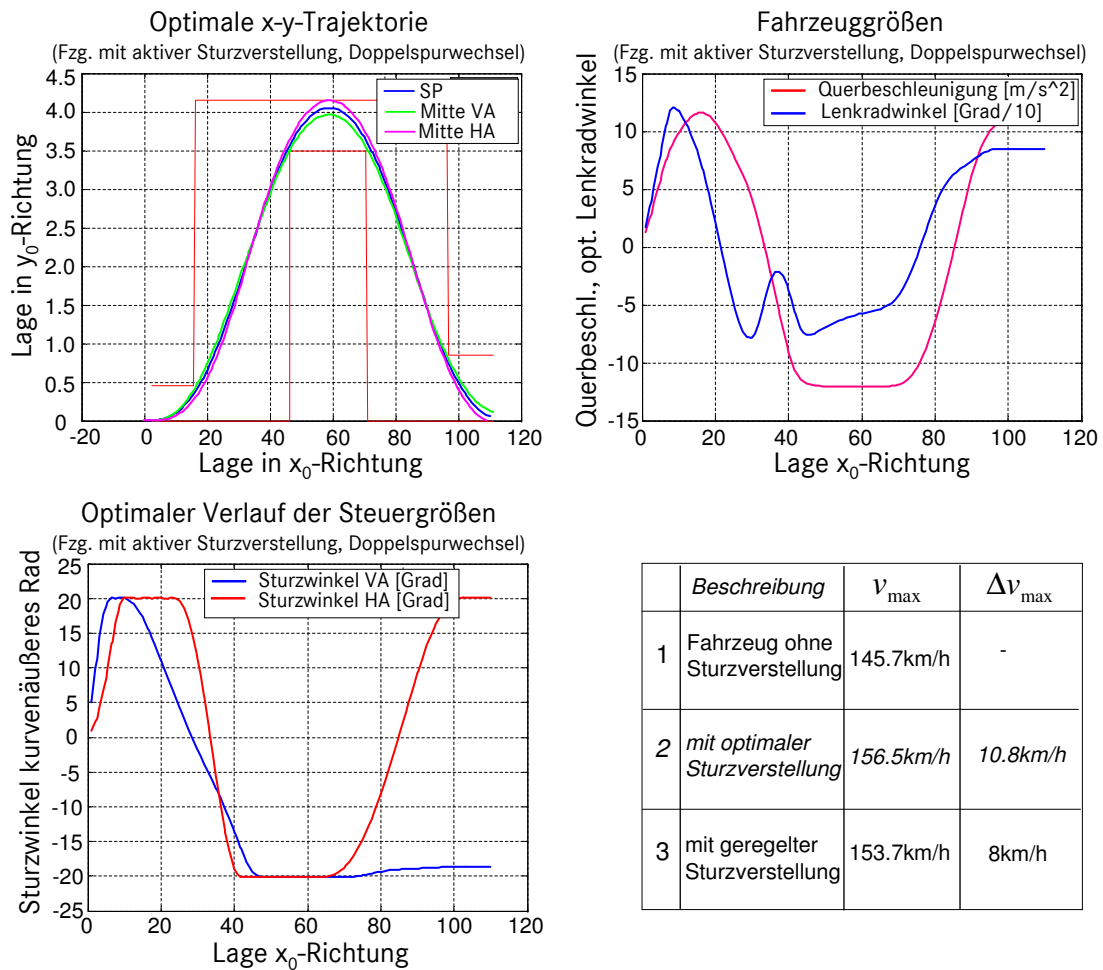 Optimale x-y-Trajektorie
(Fzg. mit aktiver Sturzverstellung, Doppelspurwechsel)
4.5
4.0
3.5
3.0
2.5
2.0
1.5
1.0
0.5
0
-20
0
20
40
60
80
100
120
SP
Mitte VA
Mitte HA
Lage in y₀-Richtung
Lage in x₀-Richtung
Fahrzeuggrößen
(Fzg. mit aktiver Sturzverstellung, Doppelspurwechsel)
15
10
5
0
-5
-10
-15
0
20
40
60
80
100
120
Querbeschleunigung [m/s^2]
Lenkradwinkel [Grad/10]
Querbeschl., opt. Lenkradwinkel
Lage x₀-Richtung
Optimaler Verlauf der Steuergrößen
(Fzg. mit aktiver Sturzverstellung, Doppelspurwechsel)
25
20
15
10
5
0
-5
-10
-15
-20
-25
0
20
40
60
80
100
120
Sturzwinkel VA [Grad]
Sturzwinkel HA [Grad]
Sturzwinkel kurvenäußeres Rad
Lage x₀-Richtung
Beschreibung v_max Δv_max
1 Fahrzeug ohne Sturzverstellung 145.7km/h -
2 mit optimaler Sturzverstellung 156.5km/h 10.8km/h
3 mit geregelter Sturzverstellung 153.7km/h 8km/h